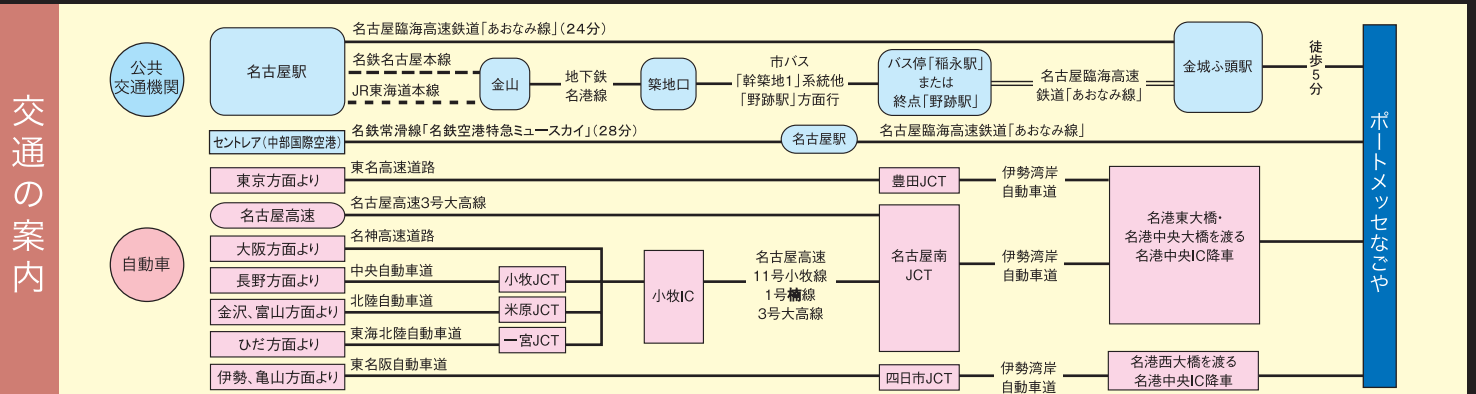 交通の案内
公共
交通機関
名古屋駅
名古屋臨海高速鉄道「あおなみ線」(24分)
名鉄名古屋本線
JR東海道本線
金山
地下鉄
名港線
築地口
市バス
「幹築地1」系統他
「野跡駅」方面行
バス停「稲永駅」
または
終点「野跡駅」
名古屋臨海高速
鉄道「あおなみ線」
金城ふ頭駅
徒歩5分
セントレア(中部国際空港)
名鉄常滑線「名鉄空港特急ミュースカイ」(28分)
名古屋駅
名古屋臨海高速鉄道「あおなみ線」
自動車
東京方面より
東名高速道路
豊田JCT
伊勢湾岸
自動車道
名古屋高速
名古屋高速3号大高線
大阪方面より
名神高速道路
長野方面より
中央自動車道
小牧JCT
金沢、富山方面より
北陸自動車道
米原JCT
ひだ方面より
東海北陸自動車道
一宮JCT
小牧IC
名古屋高速
11号小牧線
1号楠線
3号大高線
名古屋南
JCT
伊勢湾岸
自動車道
名港東大橋・
名港中央大橋を渡る
名港中央IC降車
伊勢、亀山方面より
東名阪自動車道
四日市JCT
伊勢湾岸
自動車道
名港西大橋を渡る
名港中央IC降車
ポートメッセなごや